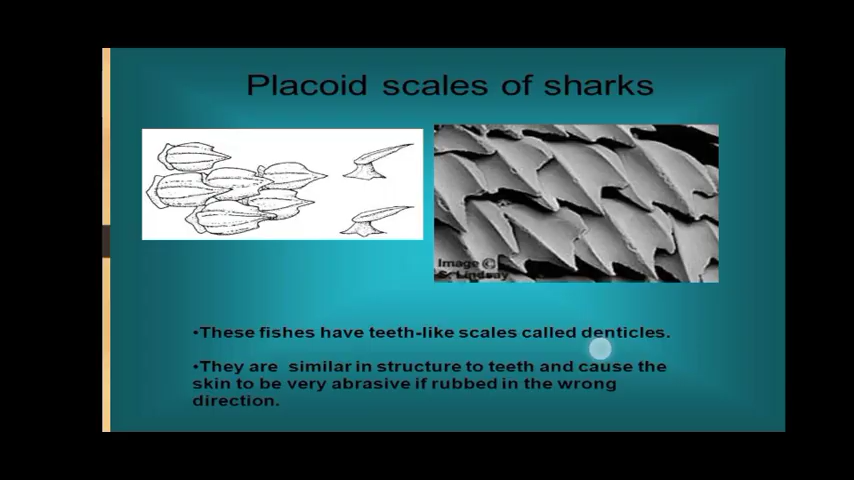 Placoid scales of sharks
Image ©
S. Lindsay
•These fishes have teeth-like scales called denticles.
•They are similar in structure to teeth and cause the
skin to be very abrasive if rubbed in the wrong
direction.